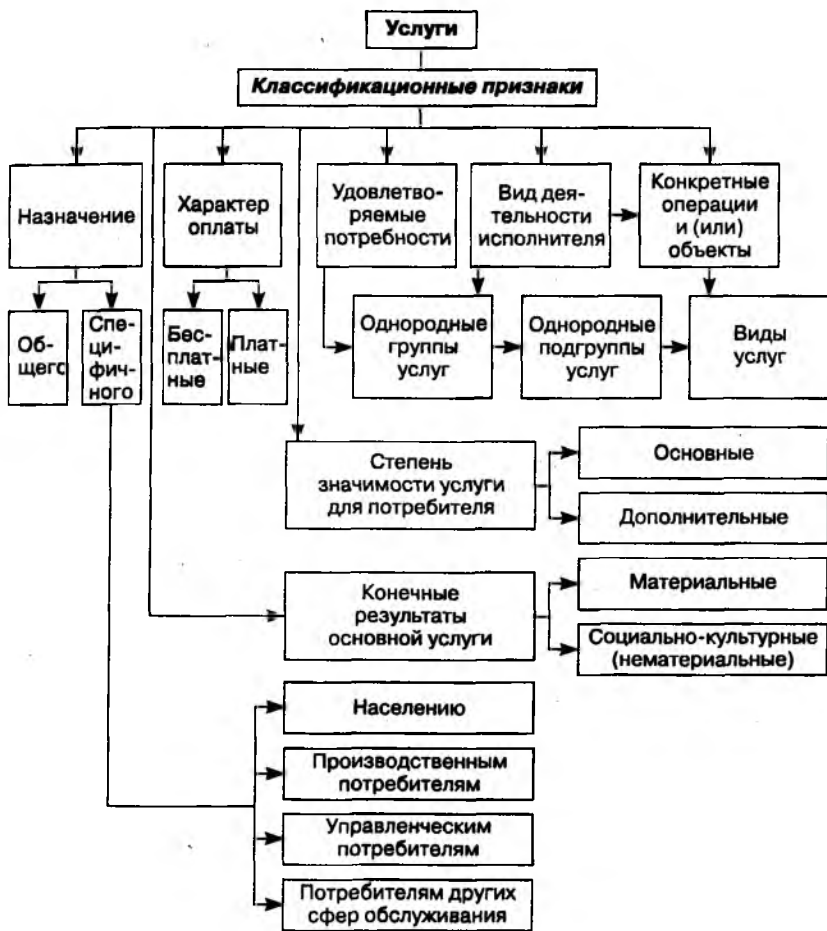 Услуги
Классификационные признаки
Назначение
Характер
оплаты
Удовлетво-
ряемые
потребности
Вид дея-
тельности
исполнителя
Конкретные
операции
и (или)
объекты
Об-
щего
Спе-
ци-
фич-
ного
Бес-
плат-
ные
Плат-
ные
Однородные
группы
услуг
Однородные
подгруппы
услуг
Виды
услуг
Степень
значимости услуги
для потребителя
Основные
Дополнительные
Конечные
результаты
основной услуги
Материальные
Социально-культурные
(нематериальные)
Населению
Производственным
потребителям
Управленческим
потребителям
Потребителям других
сфер обслуживания